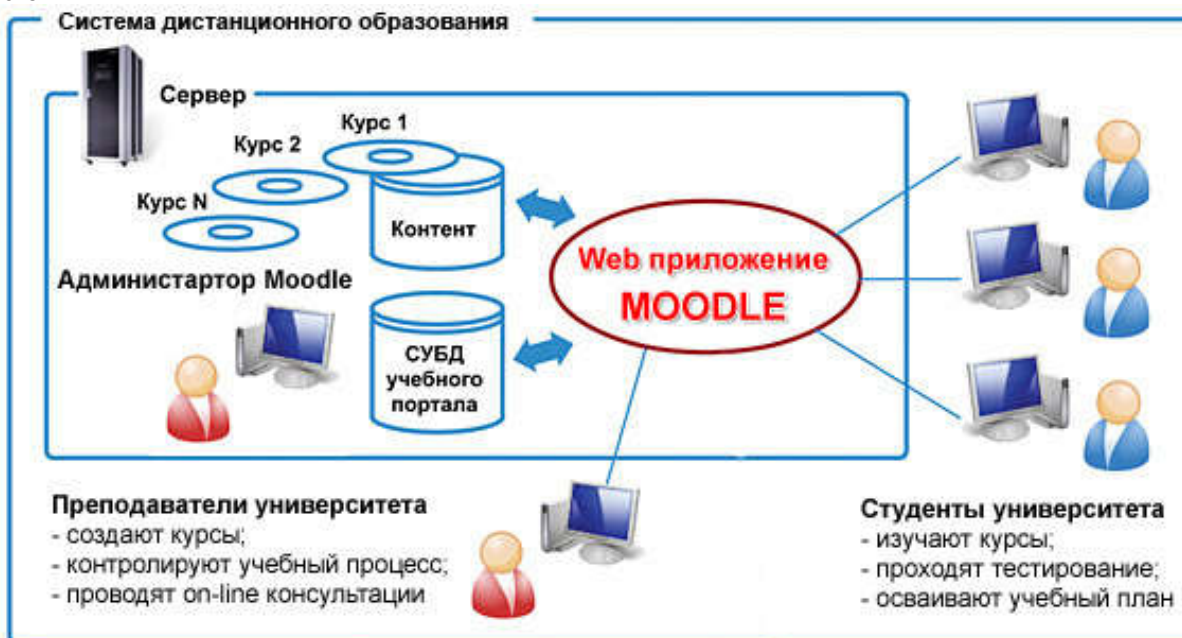 Система дистанционного образования
Сервер
Курс 1
Курс 2
Курс N
Контент
Администартор Moodle
СУБД
учебного
портала
Web приложение
MOODLE
Преподаватели университета
- создают курсы;
- контролируют учебный процесс;
- проводят on-line консультации
Студенты университета
- изучают курсы;
- проходят тестирование;
- осваивают учебный план